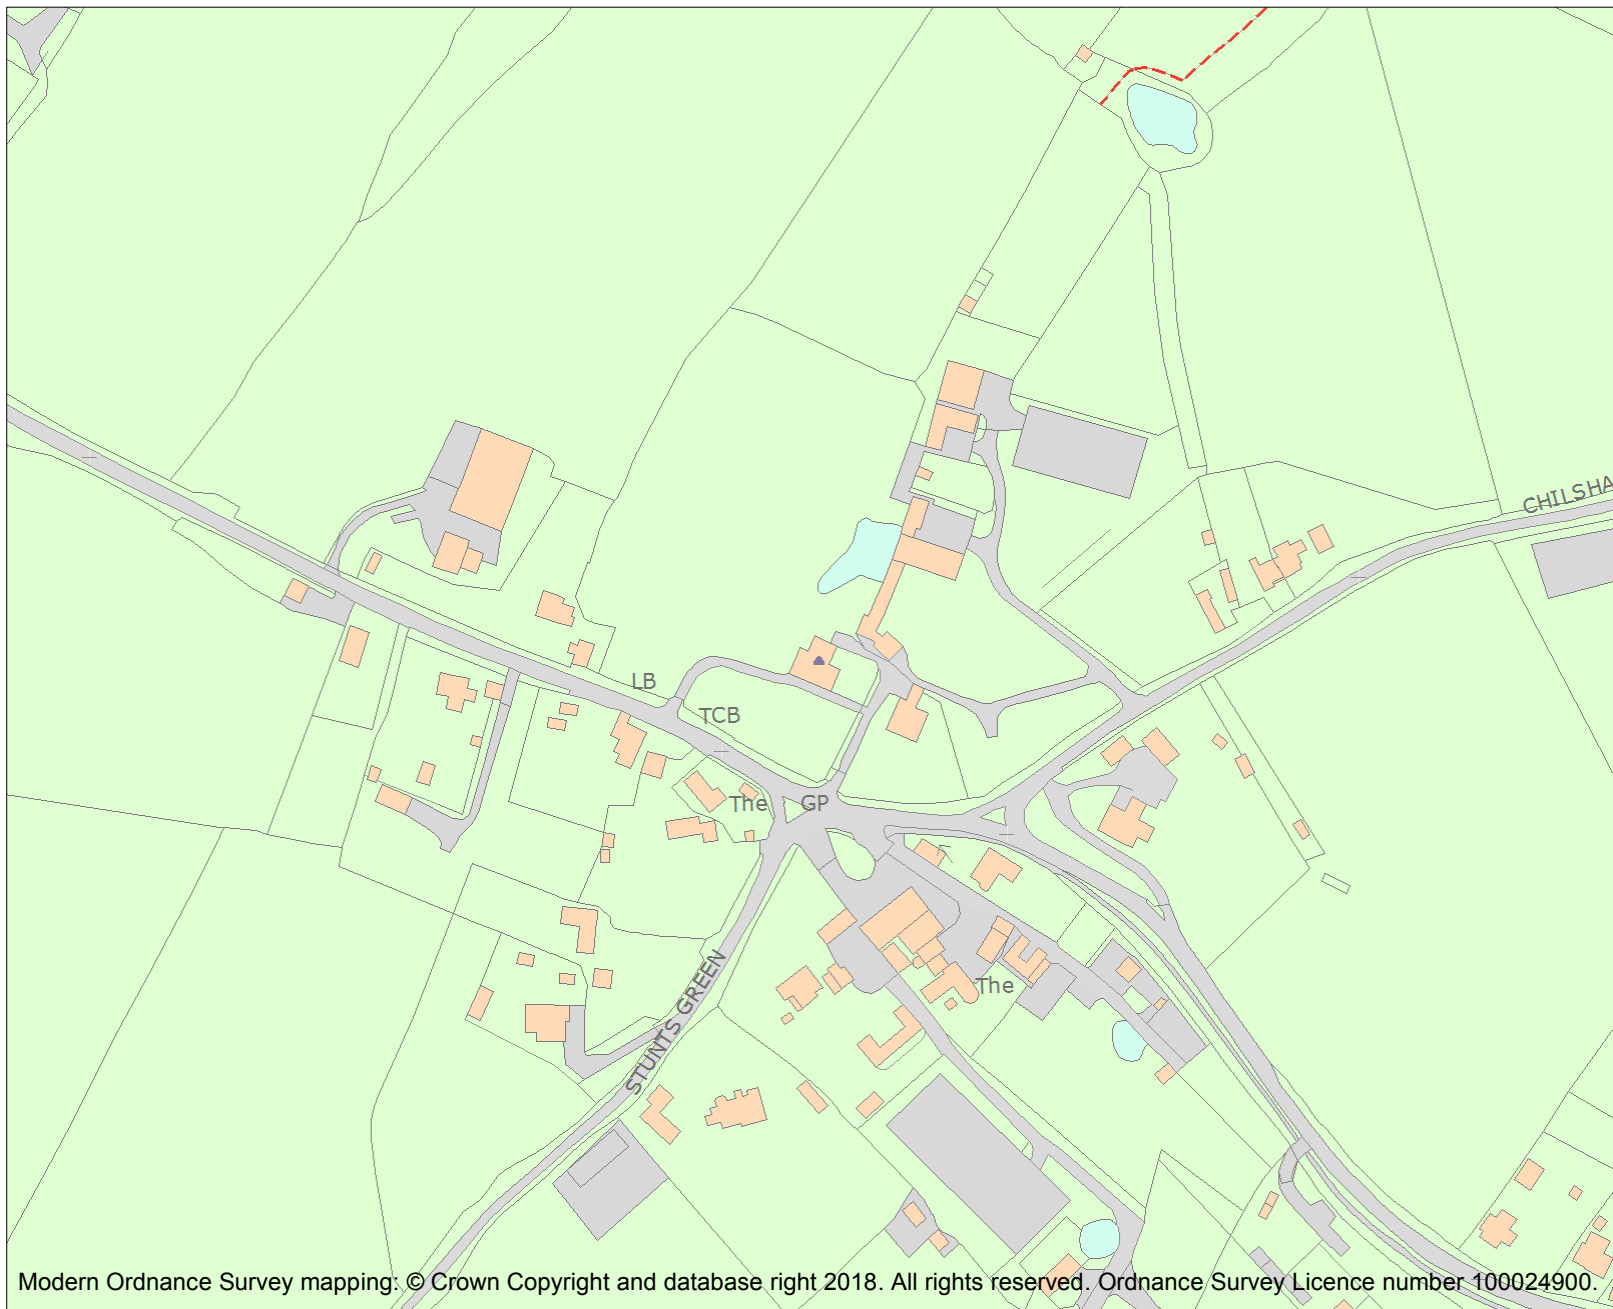 CHILSHA
LB
TCB
The GP
The
STUNTS GREEN
Modern Ordnance Survey mapping: © Crown Copyright and database right 2018. All rights reserved. Ordnance Survey Licence number 100024900.